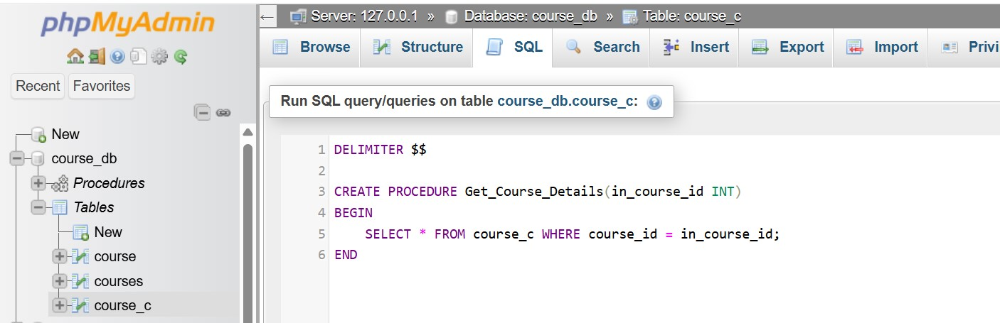 phpMyAdmin
Recent Favorites
New
course_db
Procedures
Tables
New
course
courses
course_c
← Server: 127.0.0.1 » Database: course_db » Table: course_c
Browse Structure SQL Search Insert Export Import Privi
Run SQL query/queries on table course_db.course_c:
1 DELIMITER $$
2
3 CREATE PROCEDURE Get_Course_Details(in_course_id INT)
4 BEGIN
5 SELECT * FROM course_c WHERE course_id = in_course_id;
6 END